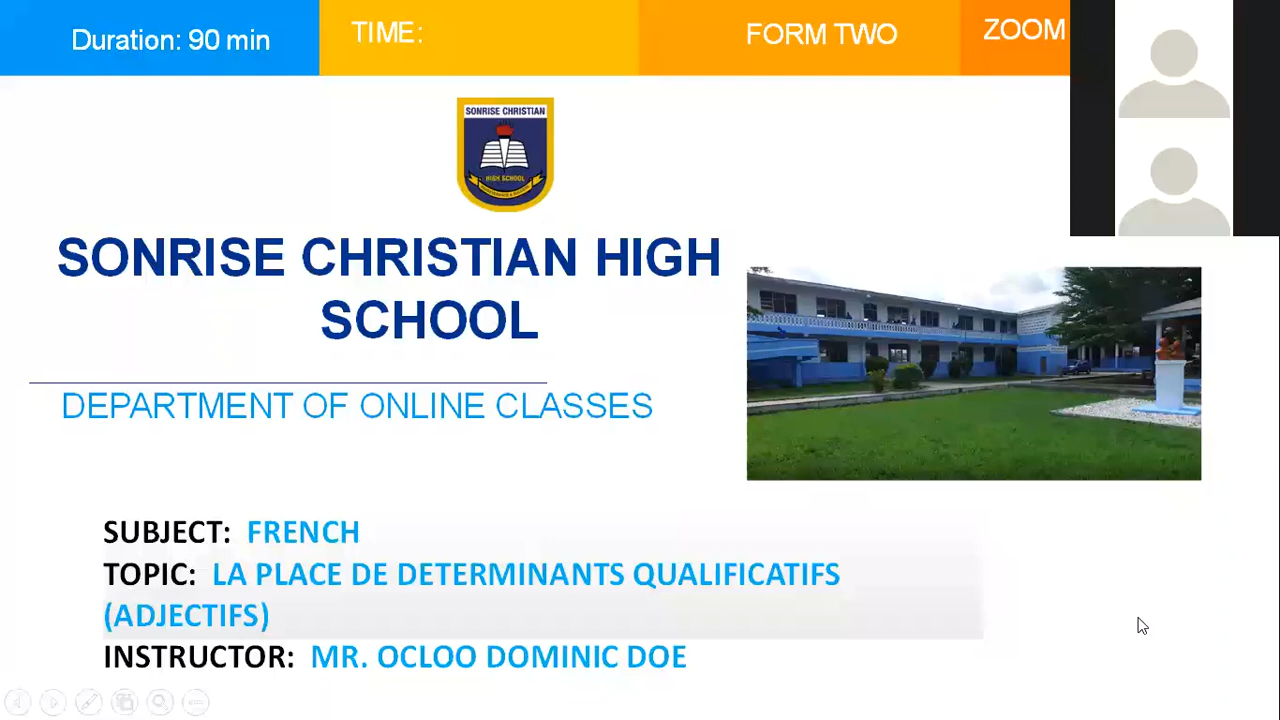 Duration: 90 min
TIME:
FORM TWO
ZOOM
SONRISE CHRISTIAN
HIGH SCHOOL
SONRISE CHRISTIAN HIGH
SCHOOL
DEPARTMENT OF ONLINE CLASSES
SUBJECT: FRENCH
TOPIC: LA PLACE DE DETERMINANTS QUALIFICATIFS
(ADJECTIFS)
INSTRUCTOR: MR. OCLOO DOMINIC DOE